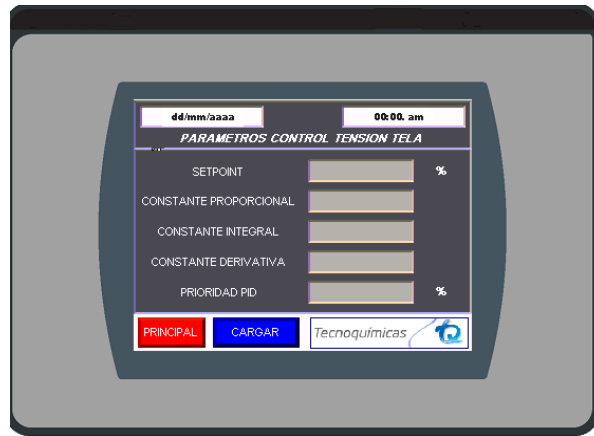 dd/mm/aaaa 00:00. am
PARAMETROS CONTROL TENSION TELA
SETPOINT %
CONSTANTE PROPORCIONAL
CONSTANTE INTEGRAL
CONSTANTE DERIVATIVA
PRIORIDAD PID %
PRINCIPAL CARGAR Tecnoquímicas TQ